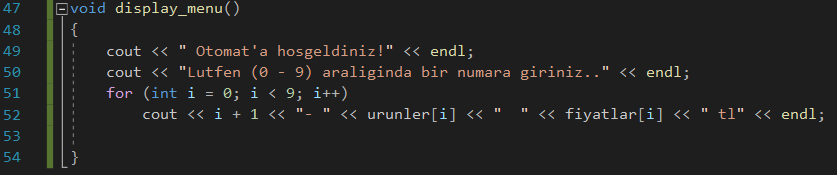 47 void display_menu()
48 {
49 cout << " Otomat'a hosgeldiniz!" << endl;
50 cout << "Lutfen (0 - 9) araliginda bir numara giriniz.." << endl;
51 for (int i = 0; i < 9; i++)
52 cout << i + 1 << "- " << urunler[i] << "  " << fiyatlar[i] << " tl" << endl;
53
54 }